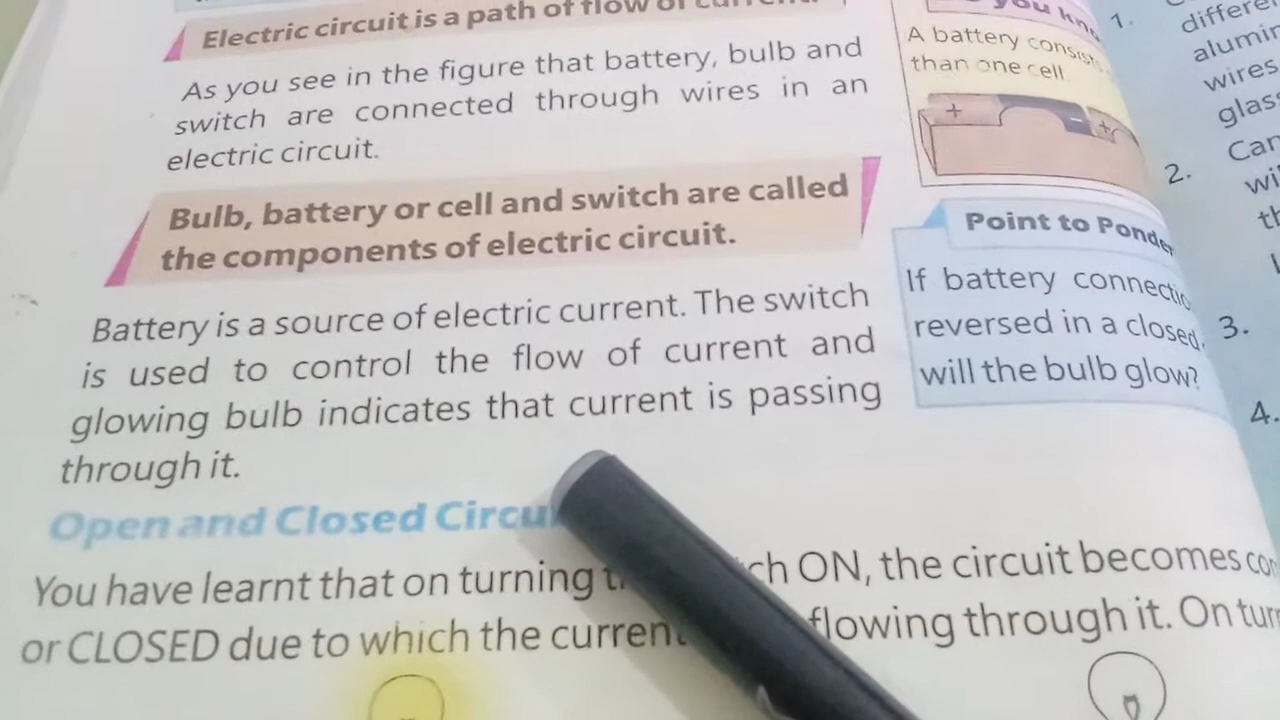 Electric circuit is a path of flow of current.
As you see in the figure that battery, bulb and
switch are connected through wires in an
electric circuit.
Bulb, battery or cell and switch are called
the components of electric circuit.
Battery is a source of electric current. The switch
is used to control the flow of current and
glowing bulb indicates that current is passing
through it.
Open and Closed
You have learnt that on turning ON, the circuit becomes
or CLOSED due to which the current flowing through it. On
you
A battery consists
than one cell
+ - +
Point to Ponder
If battery
reversed in a closed
will the bulb glow?
1.
wires
2.
3.
4.